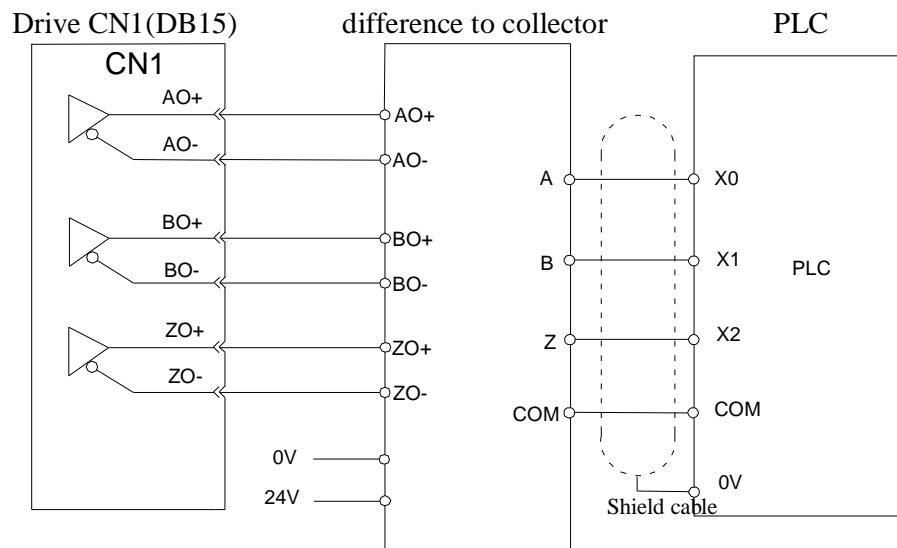 Drive CN1(DB15)
difference to collector
PLC
CN1
AO+
AO+
AO-
AO-
A
X0
BO+
BO+
BO-
BO-
B
X1
PLC
ZO+
ZO+
ZO-
ZO-
Z
X2
COM
COM
0V
24V
0V
Shield cable